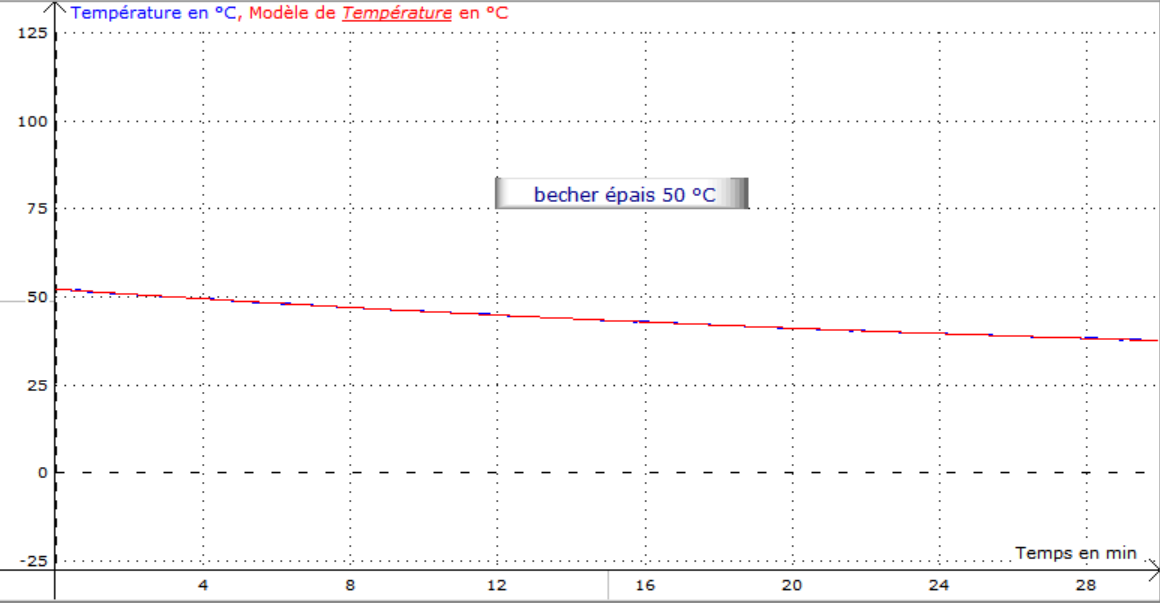 Température en °C, Modèle de Température en °C
125
100
becher épais 50 °C
75
50
25
0
Temps en min
-25
4 8 12 16 20 24 28